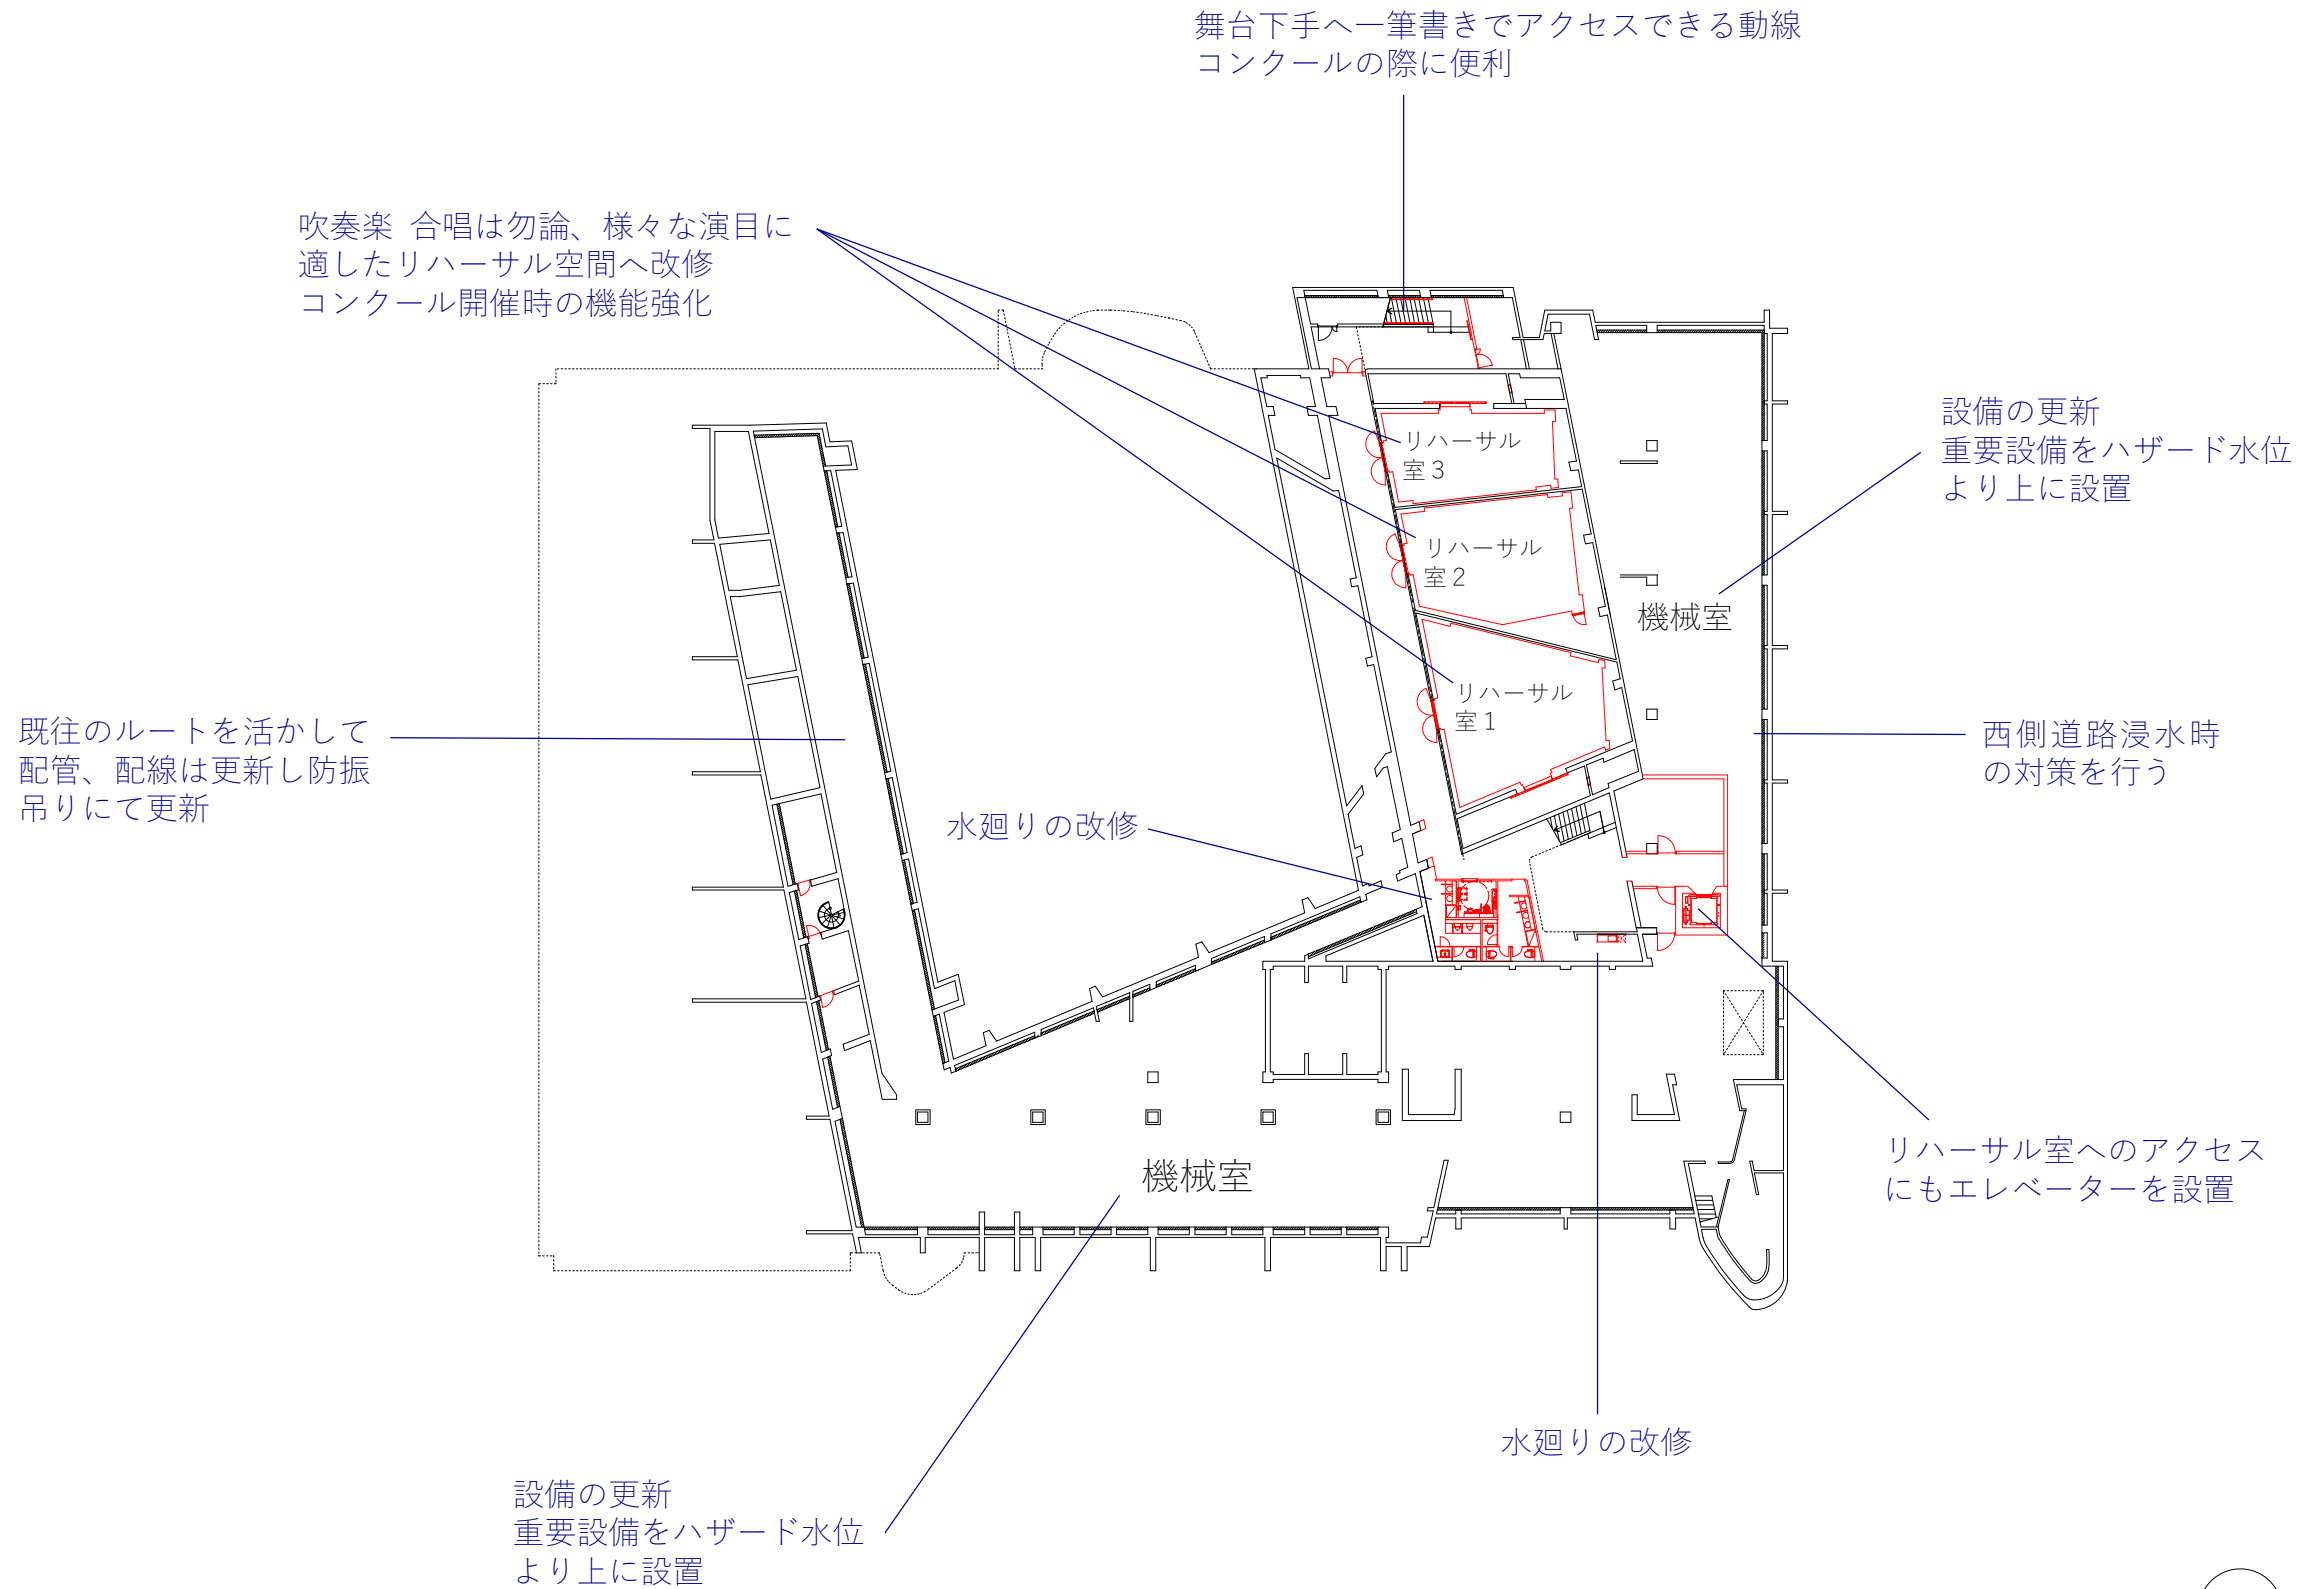 舞台下手へ一筆書きでアクセスできる動線
コンクールの際に便利
吹奏楽 合唱は勿論、様々な演目に
適したリハーサル空間へ改修
コンクール開催時の機能強化
設備の更新
重要設備をハザード水位
より上に設置
リハーサル
室３
リハーサル
室２
機械室
リハーサル
室１
既往のルートを活かして
配管、配線は更新し防振
吊りにて更新
西側道路浸水時
の対策を行う
水廻りの改修
リハーサル室へのアクセス
にもエレベーターを設置
機械室
水廻りの改修
設備の更新
重要設備をハザード水位
より上に設置